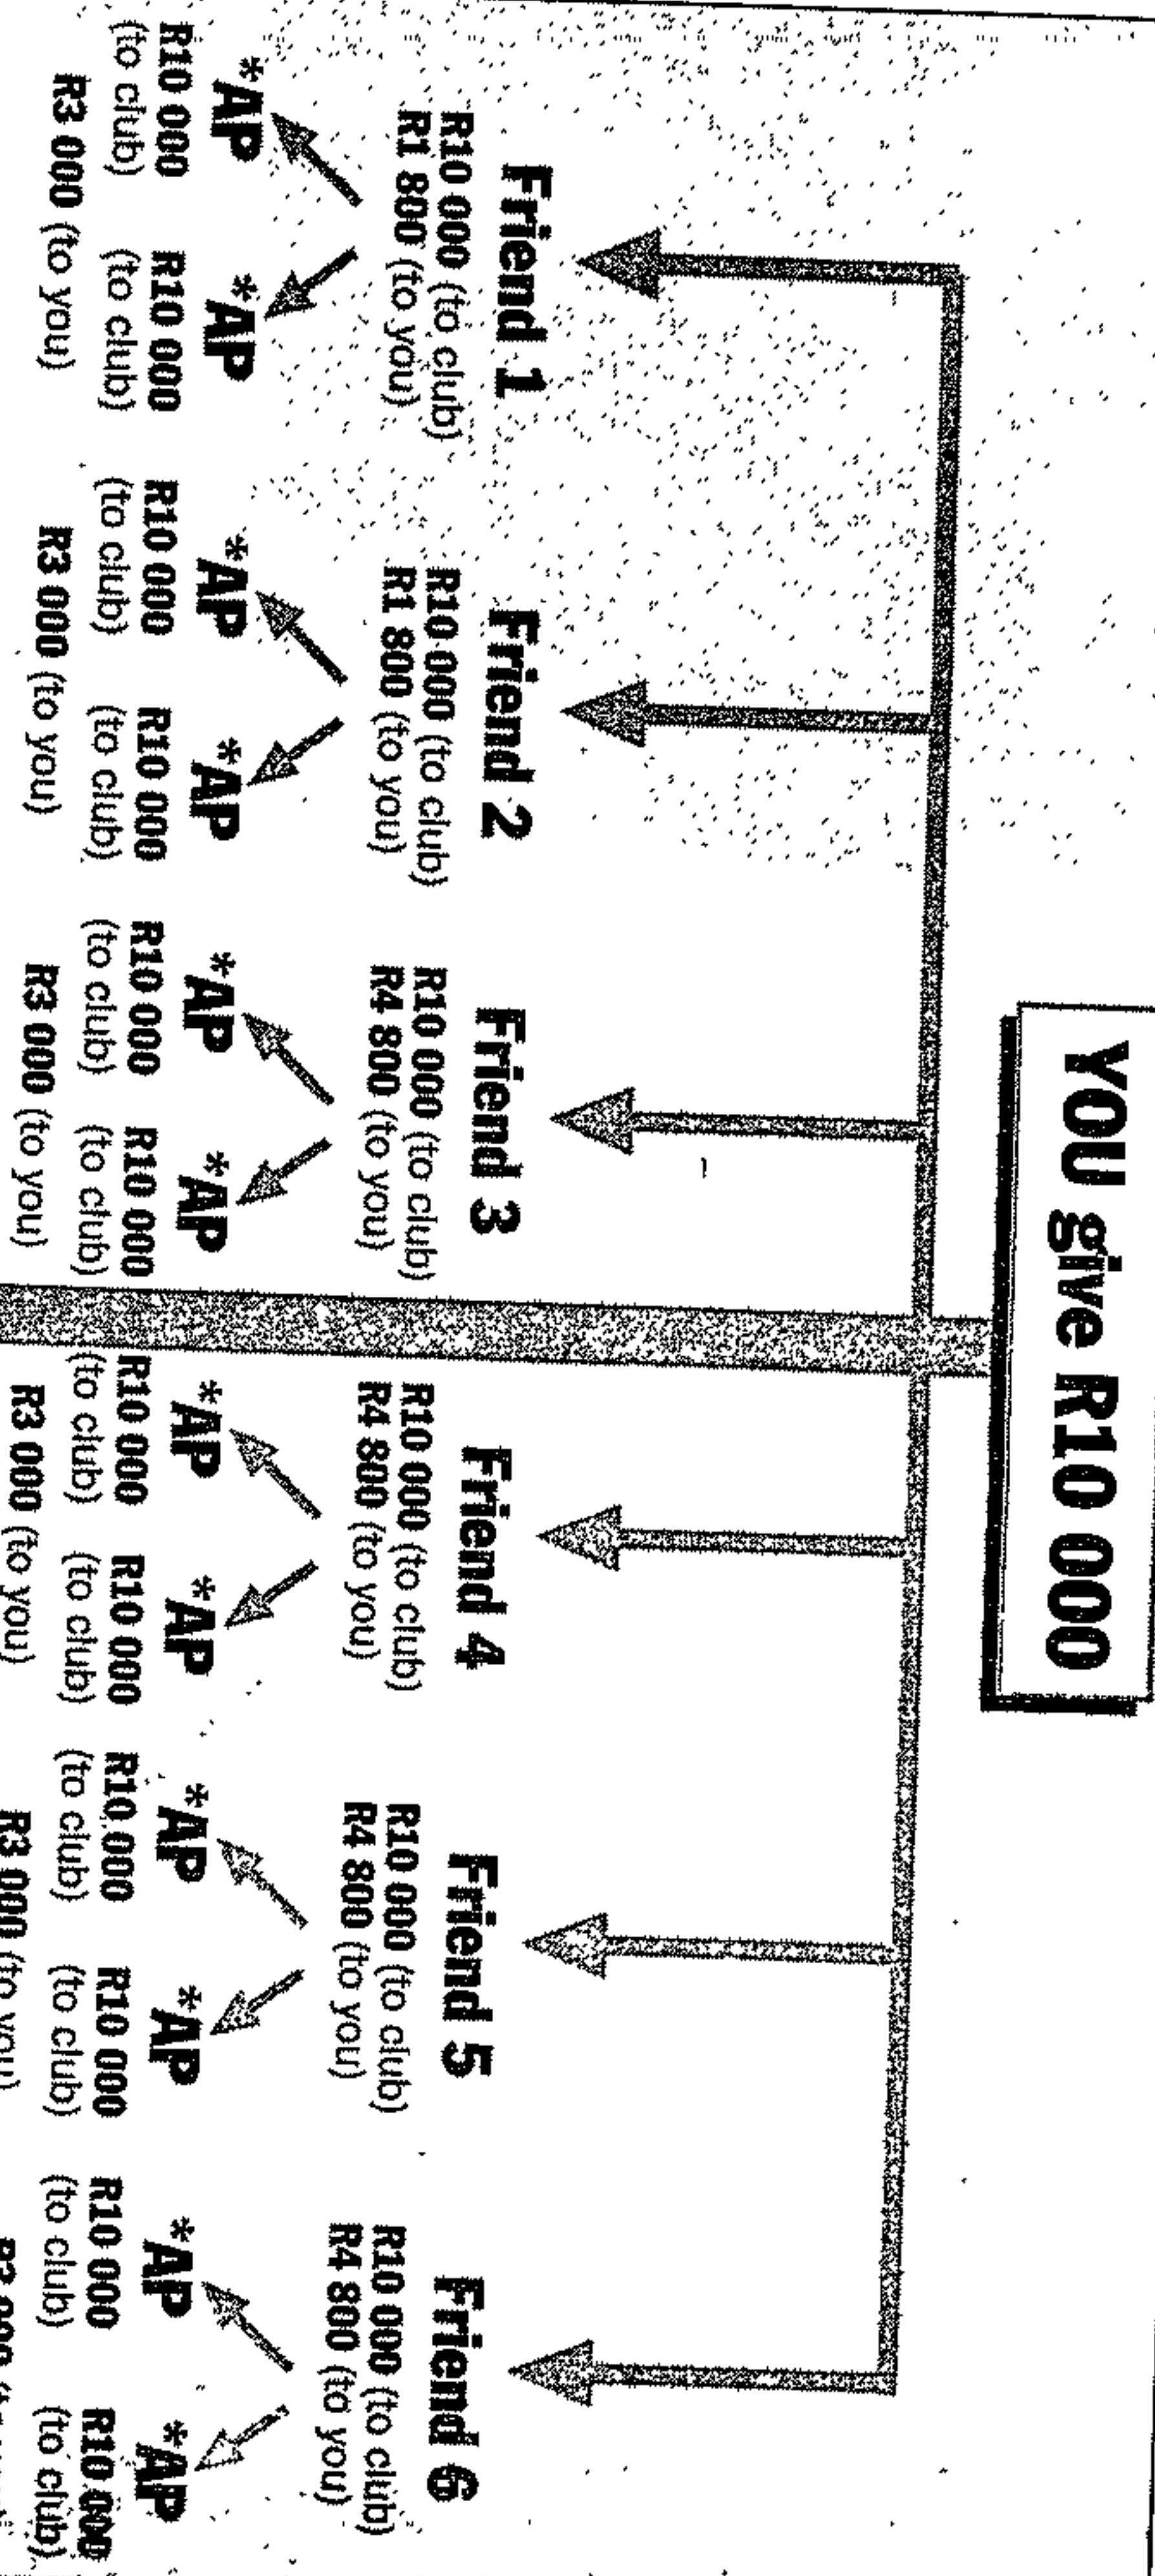 YOU give R10 000
Friend 1
R10 000 (to club)
R1 800 (to you)
*AP
*AP
R10 000
(to club)
R10 000
(to club)
R3 000 (to you)
Friend 2
R10 000 (to club)
R1 800 (to you)
*AP
*AP
R10 000
(to club)
R10 000
(to club)
R3 000 (to you)
Friend 3
R10 000 (to club)
R4 800 (to you)
*AP
*AP
R10 000
(to club)
R10 000
(to club)
R3 000 (to you)
Friend 4
R10 000 (to club)
R4 800 (to you)
*AP
*AP
R10 000
(to club)
R10 000
(to club)
R3 000 (to you)
Friend 5
R10 000 (to club)
R4 800 (to you)
*AP
*AP
R10 000
(to club)
R10 000
(to club)
R3 000 (to you)
Friend 6
R10 000 (to club)
R4 800 (to you)
*AP
*AP
R10 000
(to club)
R10 000
(to club)